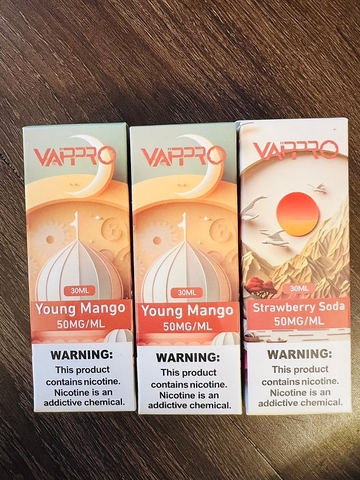 VAPPRO
30ML
Young Mango
50MG/ML
WARNING:
This product
contains nicotine.
Nicotine is an
addictive chemical.
VAPPRO
30ML
Young Mango
50MG/ML
WARNING:
This product
contains nicotine.
Nicotine is an
addictive chemical.
VAPPRO
30ML
Strawberry Soda
50MG/ML
WARNING:
This product
contains nicotine.
Nicotine is an
addictive chemical.